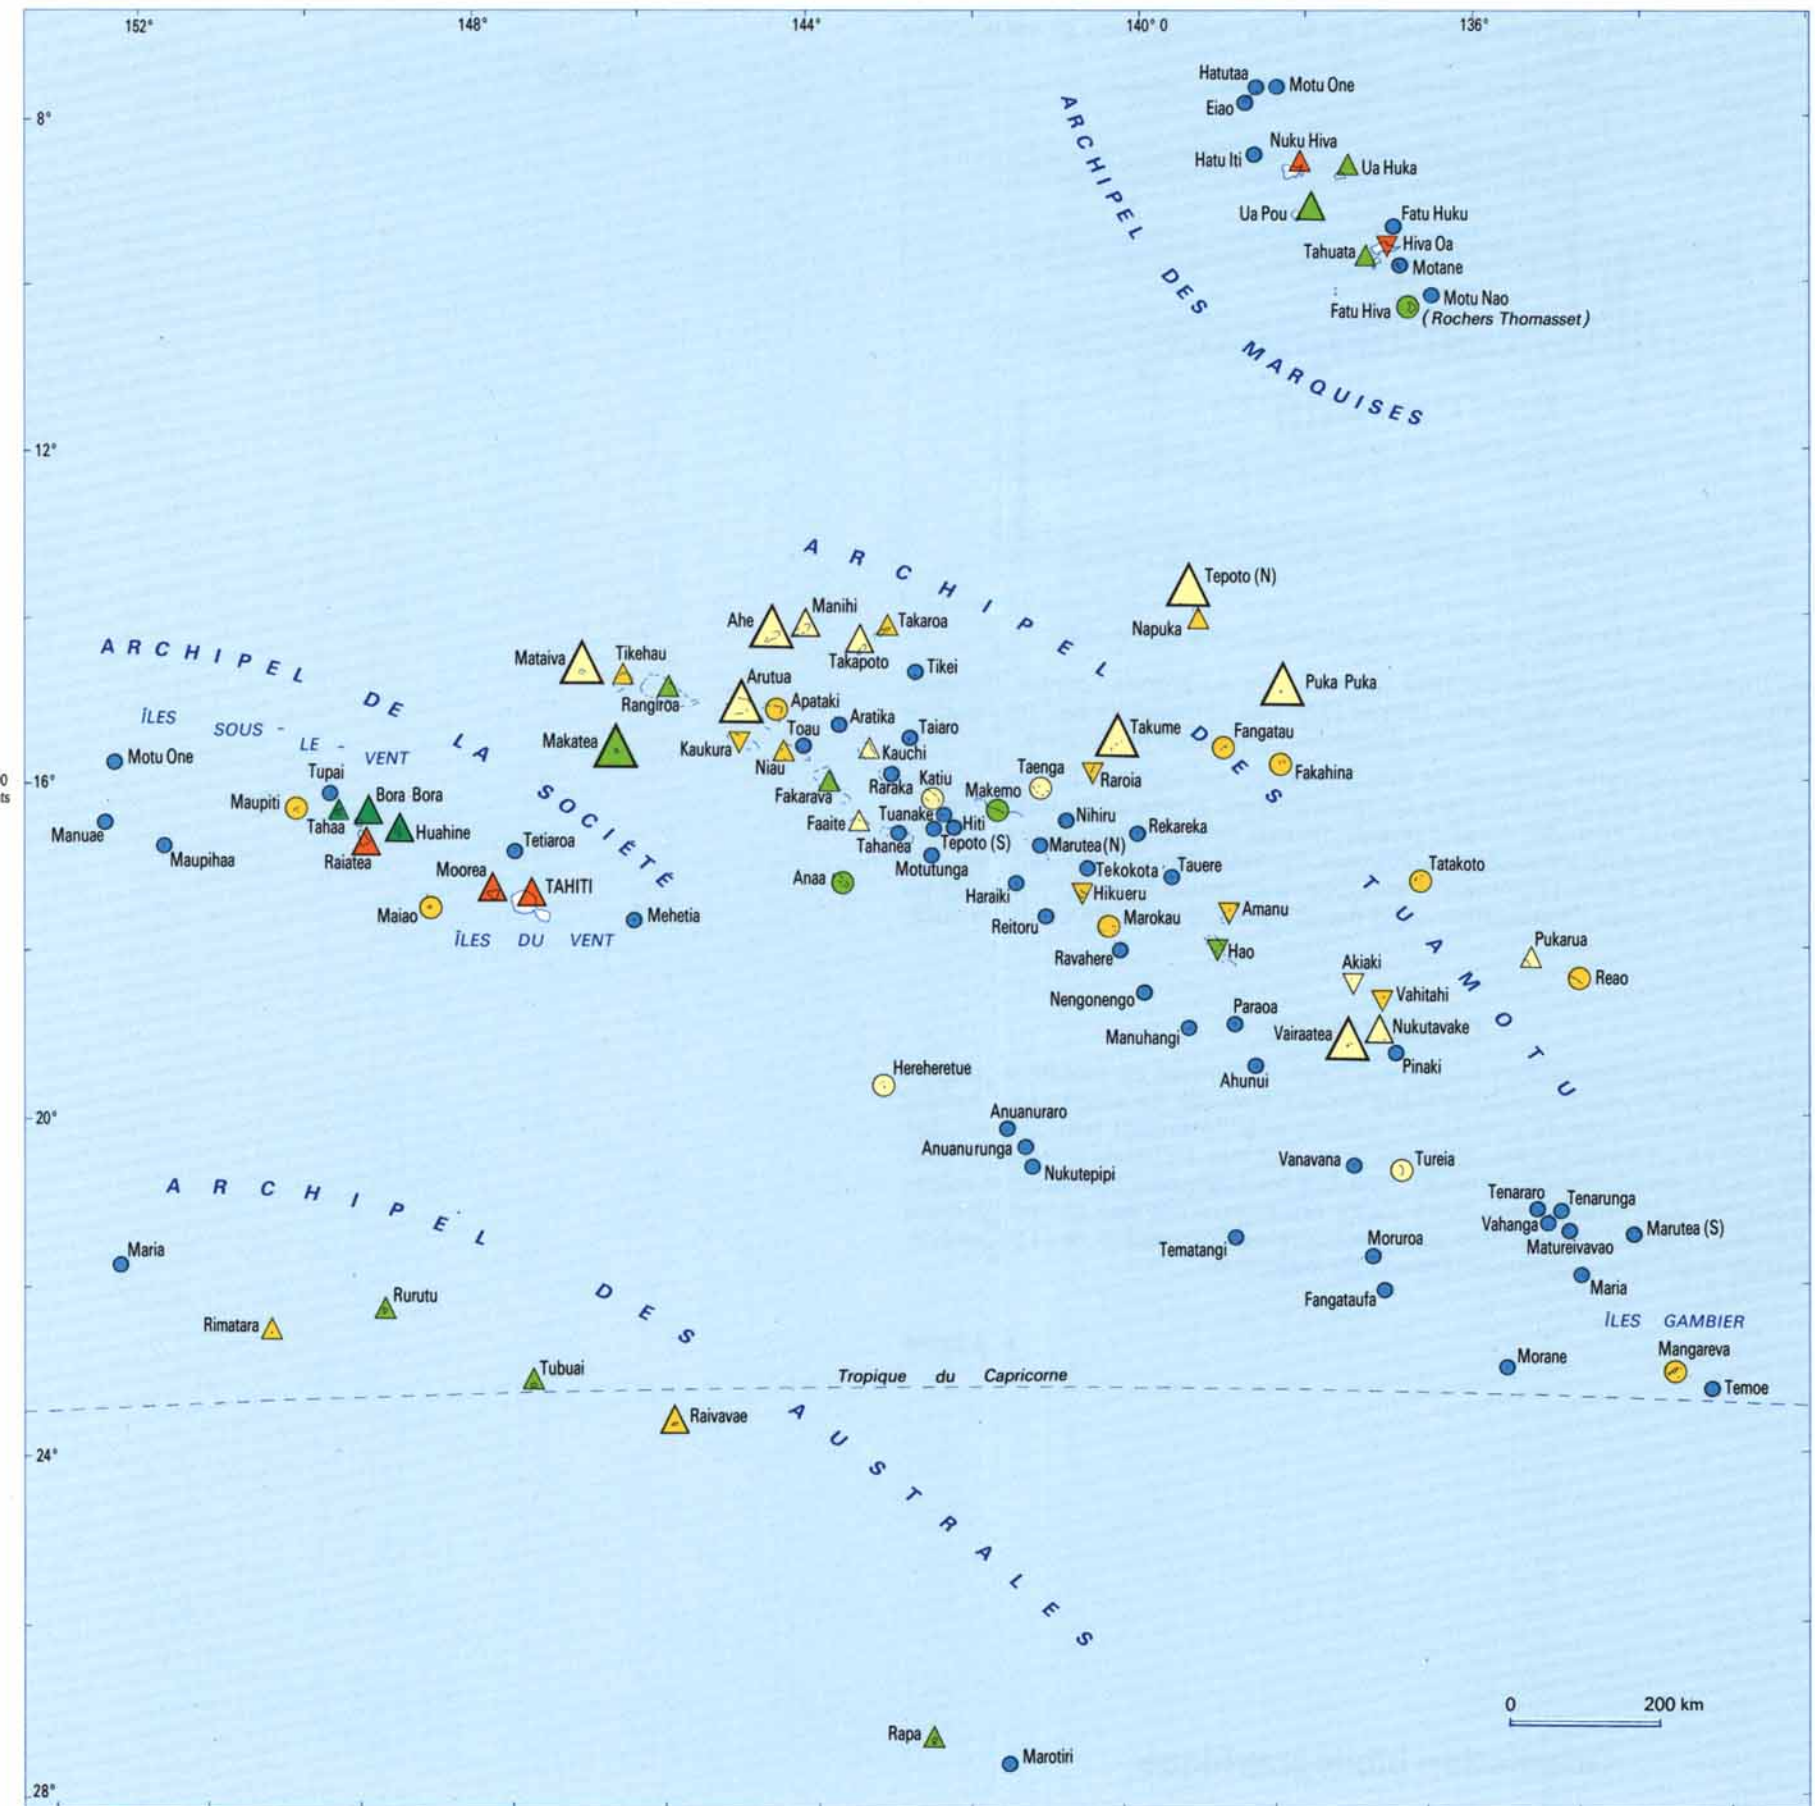 152° 148° 144° 140° 0 136°
Hatutaa
Motu One
Eiao
8°
Nuku Hiva
Hatu Iti
Ua Huka
Ua Pou
Fatu Huku
Hiva Oa
Tahuata
Motane
Motu Nao
Fatu Hiva
(Rochers Thomasset)
ARCHIPEL DES MARQUISES
12°
ARCHIPEL DES TUAMOTU
Tepoto (N)
Napuka
Manihi
Ahe
Takaroa
Takapoto
Tikei
Mataiva
Tikehau
Rangiroa
Arutua
Apataki
Puka Puka
ARCHIPEL DE LA SOCIÉTÉ
ÎLES SOUS-LE-VENT
Makatea
Kaukura
Toau
Aratika
Taiaro
Kauchi
Niau
Takume
Fangatau
Fakahina
Raroia
Taenga
Motu One
0
ts
16°
Tupai
Maupiti
Bora Bora
Tahaa
Huahine
Raiatea
Manuae
Maupihaa
Fakarava
Raraka
Katiu
Makemo
Faaite
Tuanake
Hiti
Tahanea
Tepoto (S)
Motutunga
Nihiru
Rekareka
Marutea (N)
Tekokota
Tauere
Tetiaroa
Moorea
TAHITI
Maiao
Mehetia
ÎLES DU VENT
Anaa
Haraiki
Hikueru
Reitoru
Marokau
Amanu
Tatakoto
Ravahere
Hao
Pukarua
Akiaki
Reao
Nengonengo
Vahitahi
Paraoa
Manuhangi
Vairaatea
Nukutavake
Pinaki
Ahunui
Hereheretue
20°
Anuanuraro
Anuanurunga
Nukutepipi
Vanavana
Tureia
Tenararo
Tenarunga
Vahanga
Matureivavao
Marutea (S)
Tematangi
Moruroa
Maria
Fangataufa
ÎLES GAMBIER
Morane
Mangareva
Temoe
ARCHIPEL DES AUSTRALES
Maria
Rurutu
Rimatara
Tubuai
Tropique du Capricorne
Raivavae
24°
0 200 km
Rapa
Marotiri
28°